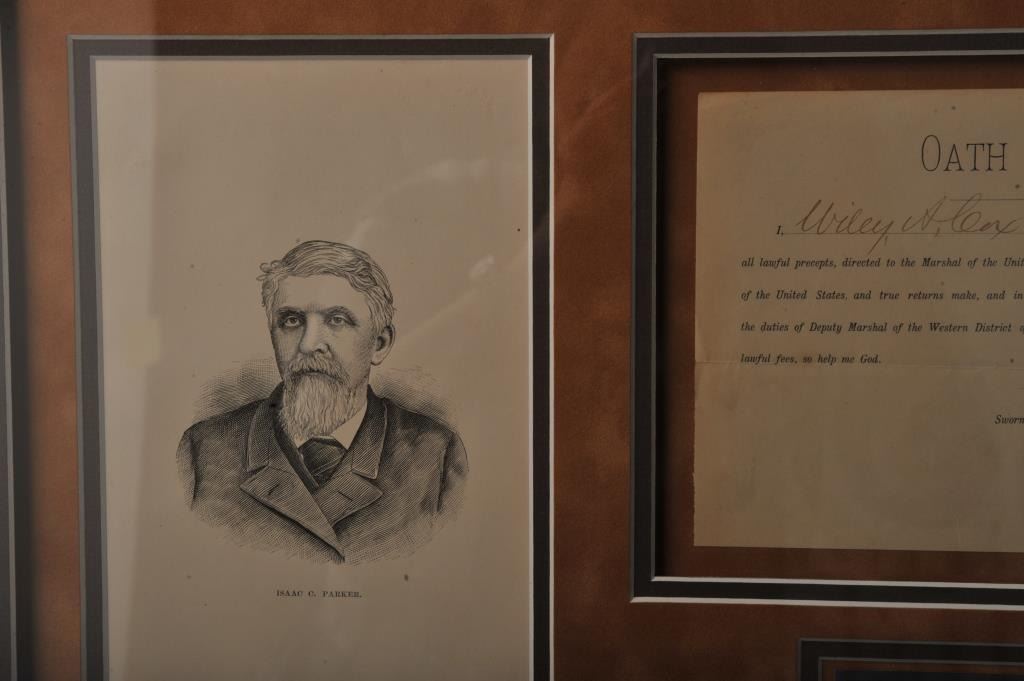 ISAAC C. PARKER.
OATH
I, Wiley A. Cox
all lawful precepts, directed to the Marshal of the Unit
of the United States, and true returns make, and in
the duties of Deputy Marshal of the Western District o
lawful fees, so help me God.
Sworn